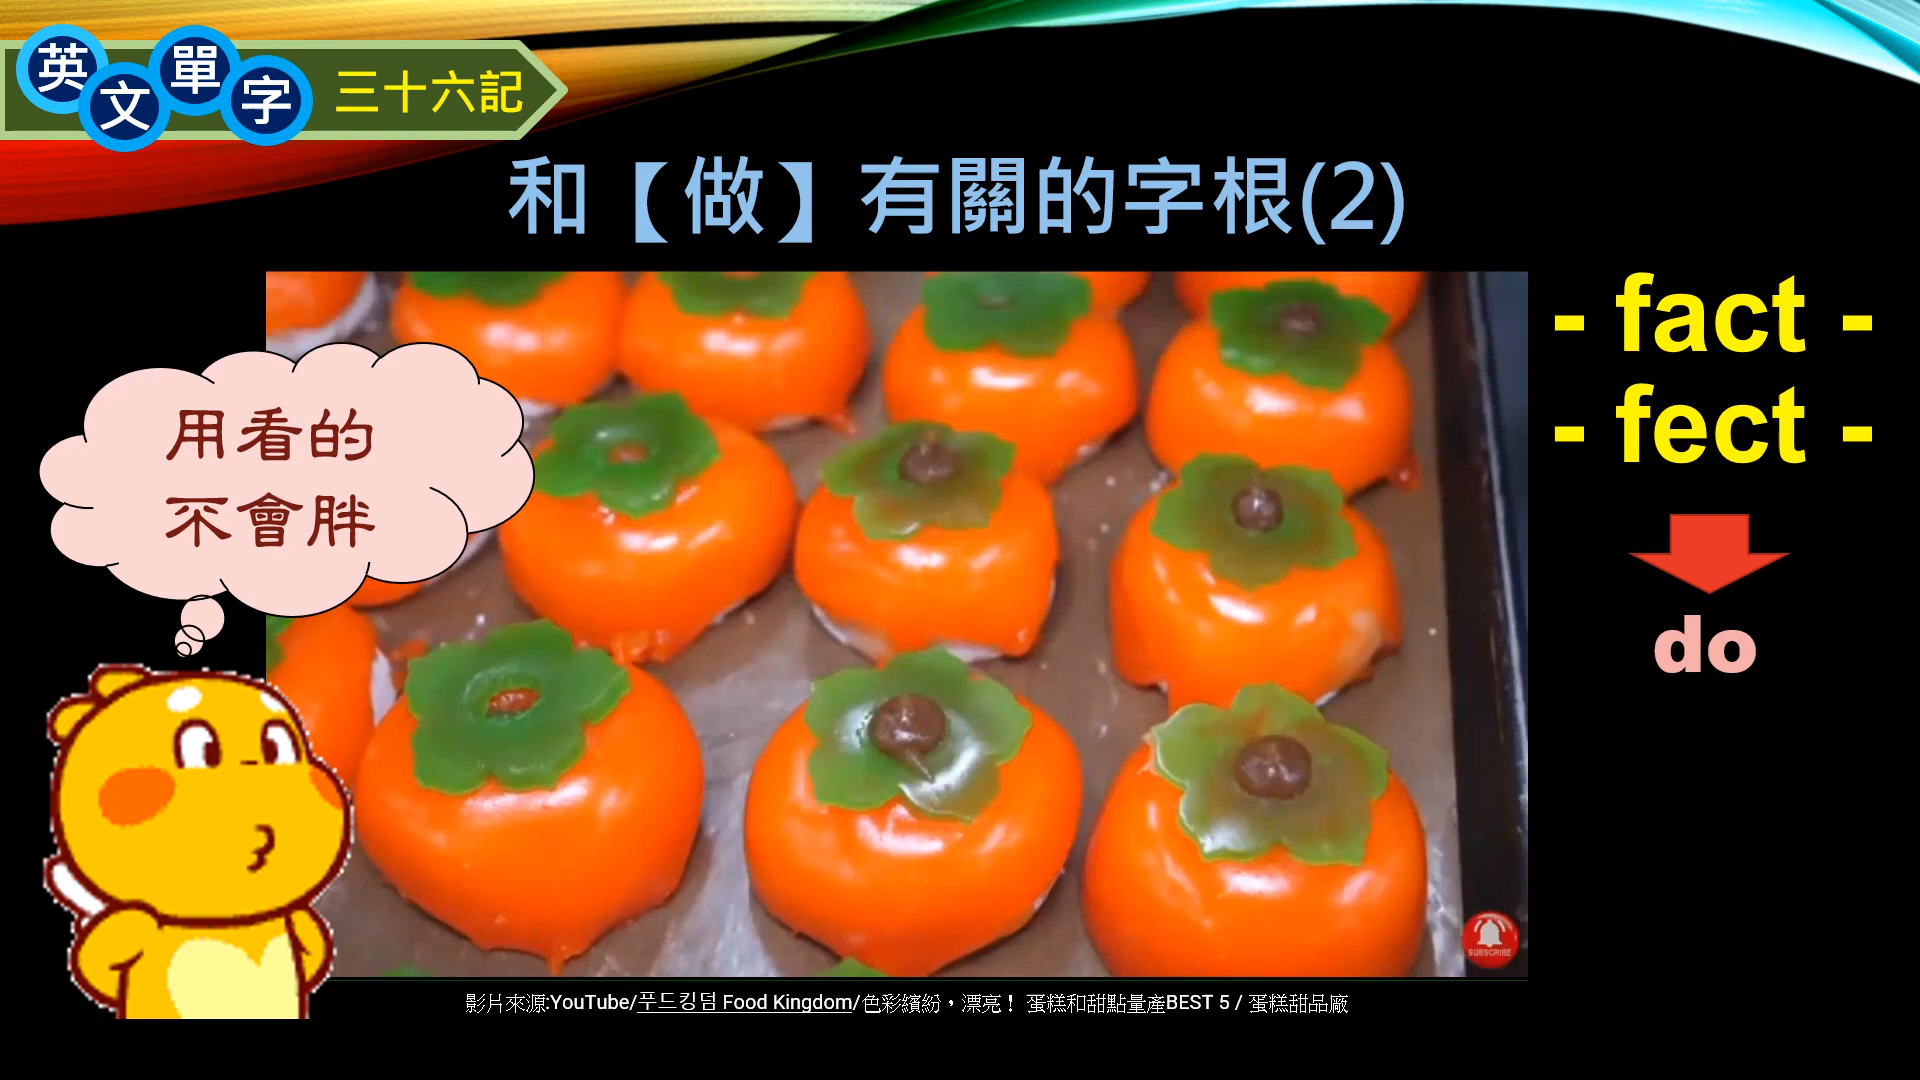 英文單字 三十六記
和【做】有關的字根(2)
- fact -
- fect -
do
用看的
不會胖
SUBSCRIBE
影片來源:YouTube/푸드킹덤 Food Kingdom/色彩繽紛，漂亮！ 蛋糕和甜點量產BEST 5 / 蛋糕甜品廠